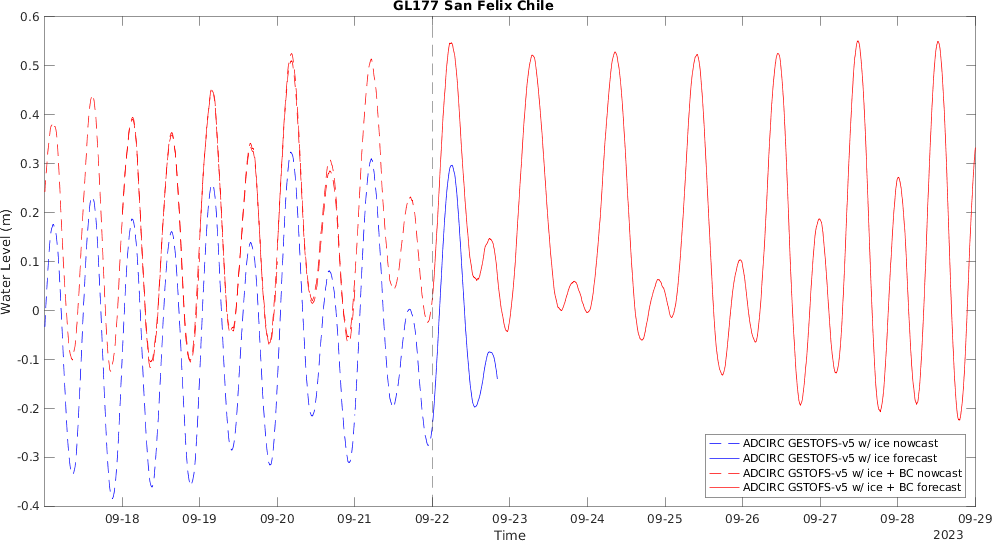 GL177 San Felix Chile
0.6
0.5
0.4
0.3
0.2
0.1
0
-0.1
-0.2
-0.3
-0.4
Water Level (m)
ADCIRC GESTOFS-v5 w/ ice nowcast
ADCIRC GESTOFS-v5 w/ ice forecast
ADCIRC GSTOFS-v5 w/ ice + BC nowcast
ADCIRC GSTOFS-v5 w/ ice + BC forecast
09-18 09-19 09-20 09-21 09-22 09-23 09-24 09-25 09-26 09-27 09-28 09-29
Time
2023